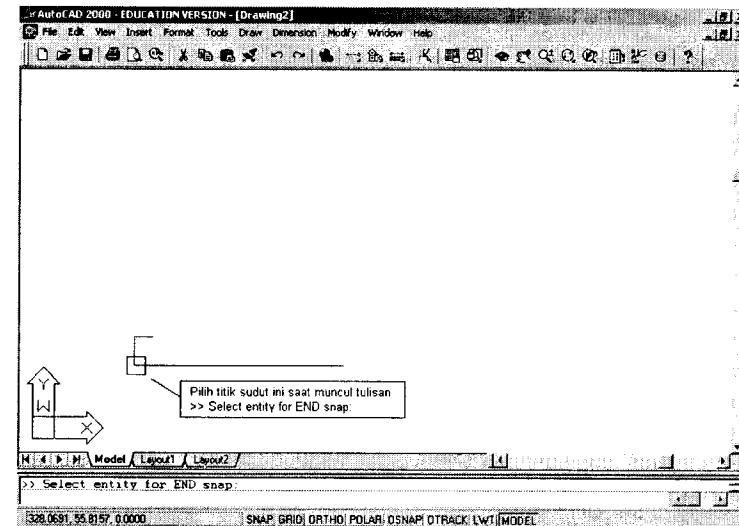 AutoCAD 2000 - EDUCATION VERSION - [Drawing2]
File Edit View Insert Format Tools Draw Dimension Modify Window Help
Y
W
X
Pilih titik sudut ini saat muncul tulisan
>> Select entity for END snap:
Model Layout1 Layout2
>> Select entity for END snap:
328.0691, 55.8157, 0.0000 SNAP GRID ORTHO POLAR OSNAP OTRACK LWT MODEL